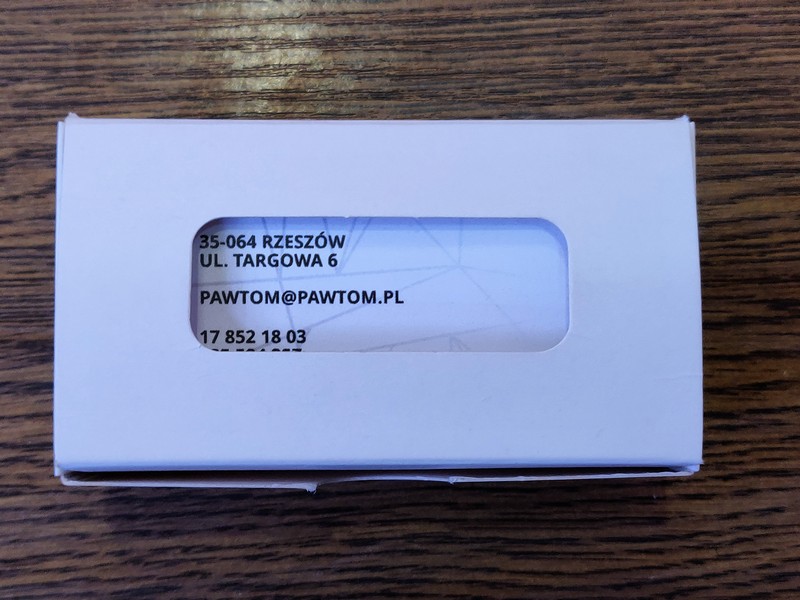 35-064 RZESZÓW
UL. TARGOWA 6
PAWTOM@PAWTOM.PL
17 852 18 03